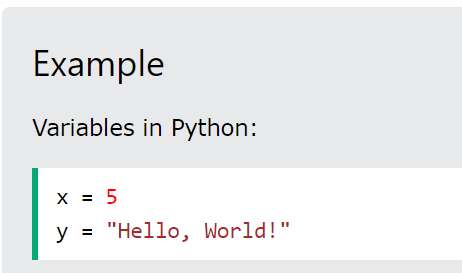 Example
Variables in Python:
x = 5
y = "Hello, World!"